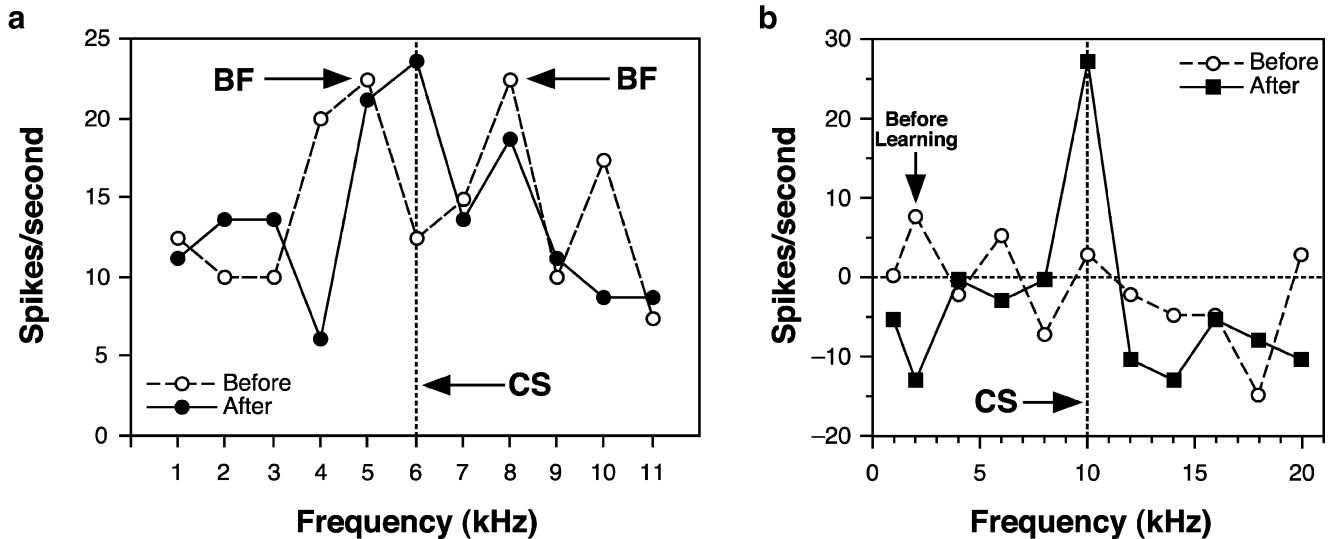 a
25
20
15
10
5
0
Spikes/second
BF
BF
CS
Before
After
1 2 3 4 5 6 7 8 9 10 11
Frequency (kHz)
b
30
20
10
0
−10
−20
Spikes/second
Before
After
Before
Learning
CS
0 5 10 15 20
Frequency (kHz)